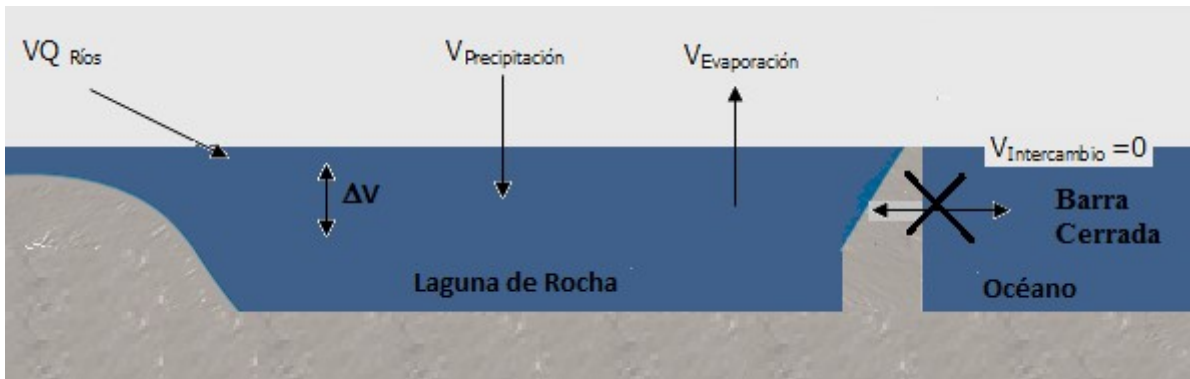 VQ Ríos
VPrecipitación
VEvaporación
VIntercambio =0
ΔV
Barra
Cerrada
Laguna de Rocha
Océano